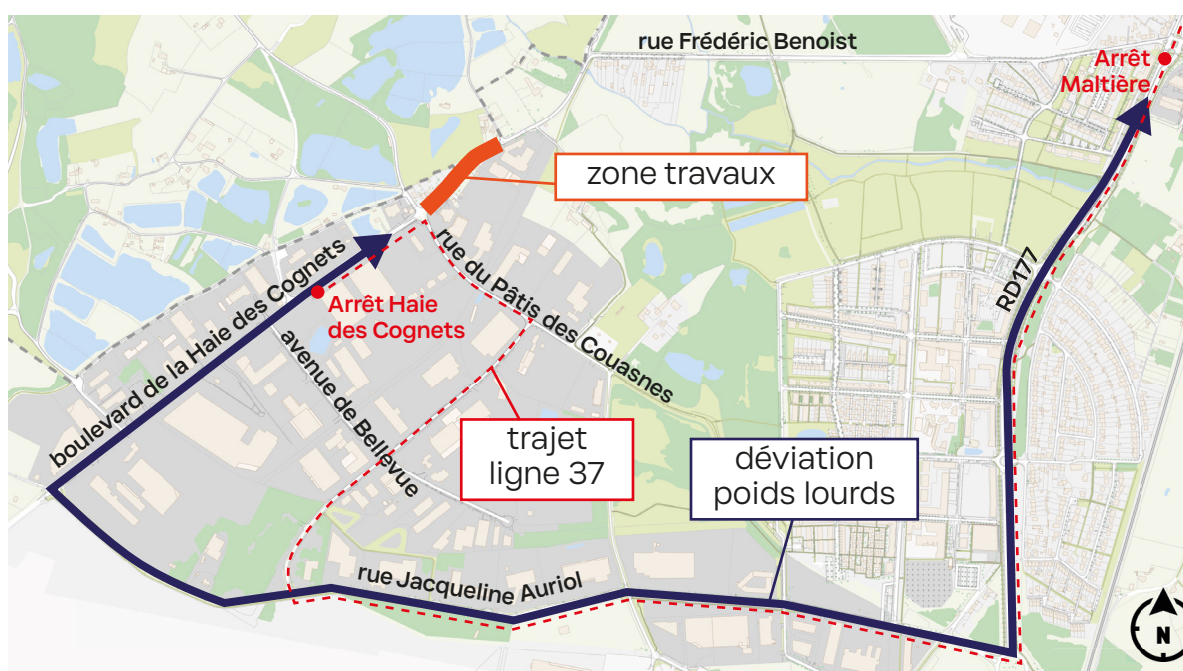 rue Frédéric Benoist
Arrêt
Maltière
zone travaux
boulevard de la Haie des Cognets
rue du Pâtis des Couasnes
RD177
Arrêt Haie
des Cognets
avenue de Bellevue
trajet
ligne 37
déviation
poids lourds
rue Jacqueline Auriol
N